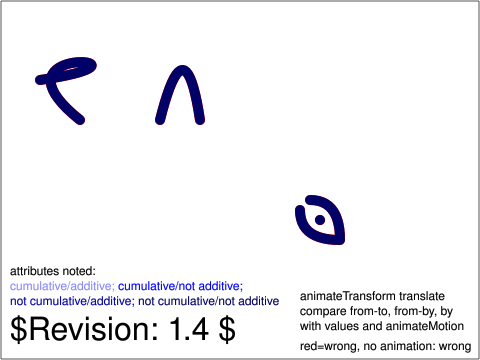 attributes noted:
cumulative/additive; cumulative/not additive;
not cumulative/additive; not cumulative/not additive
$Revision: 1.4 $
animateTransform translate
compare from-to, from-by, by
with values and animateMotion
red=wrong, no animation: wrong